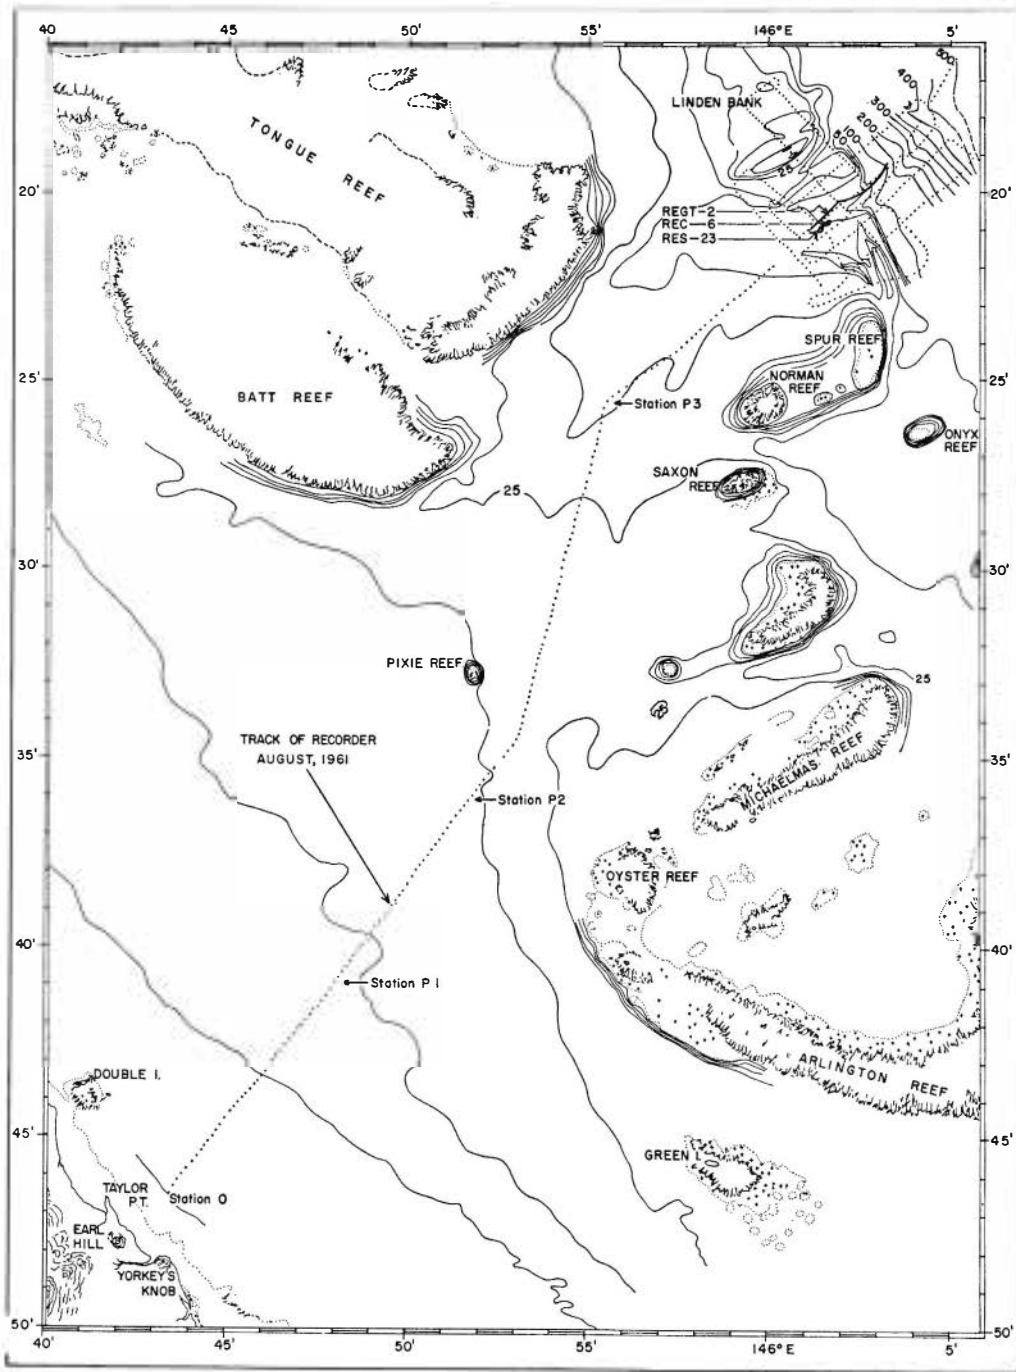 40 45' 50' 55' 146°E 5'
500
400
LINDEN BANK
300
200
100
50
TONGUE
REEF
25
20' 20'
REGT-2
REC-6
RES-23
SPUR REEF
NORMAN
REEF
25' 25'
BATT REEF
Station P3
ONYX
REEF
SAXON
REEF
25
30' 30'
PIXIE REEF
25
TRACK OF RECORDER
AUGUST, 1961
35' 35'
MICHAELMAS REEF
Station P2
OYSTER REEF
40' 40'
Station P1
ARLINGTON REEF
DOUBLE I.
45' 45'
GREEN I.
TAYLOR
PT.
Station O
EARL
HILL
YORKEY'S
KNOB
50' 50'
40' 45' 50' 55' 146°E 5'